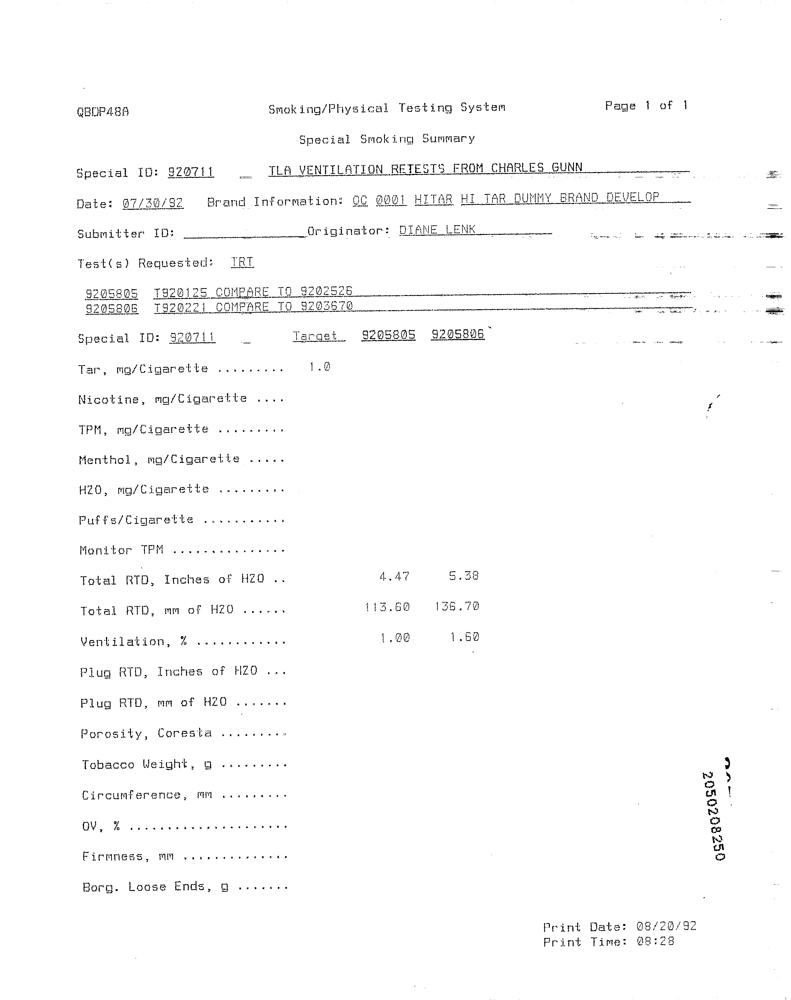 QBDP48A Smoking/Physical Testing System Page 1 of 1
Special Smoking Summary
Special ID: 920711 _ TLA VENTILATION RETESTS FROM CHARLES GUNN
Date: 07/30/92 Brand Information: QC 0001 HITAR HI TAR DUMMY BRAND DEVELOP
Submitter ID: ________________ Originator: DIANE LENK
Test(s) Requested: TRT
9205805 T920125 COMPARE TO 9202526
9205806 T920221 COMPARE TO 9203670
Special ID: 920711 _ Target 9205805 9205806
Tar, mg/Cigarette ......... 1.0
Nicotine, mg/Cigarette ....
TPM, mg/Cigarette .........
Menthol, mg/Cigarette .....
H2O, mg/Cigarette .........
Puffs/Cigarette ...........
Monitor TPM ...............
Total RTD, Inches of H2O .. 4.47 5.38
Total RTD, mm of H2O ...... 113.60 136.70
Ventilation, % ............ 1.00 1.60
Plug RTD, Inches of H2O ...
Plug RTD, mm of H2O .......
Porosity, Coresta .........
Tobacco Weight, g .........
Circumference, mm .........
OV, % .....................
Firmness, mm ..............
Borg. Loose Ends, g .......
2050208250
Print Date: 08/20/92
Print Time: 08:28